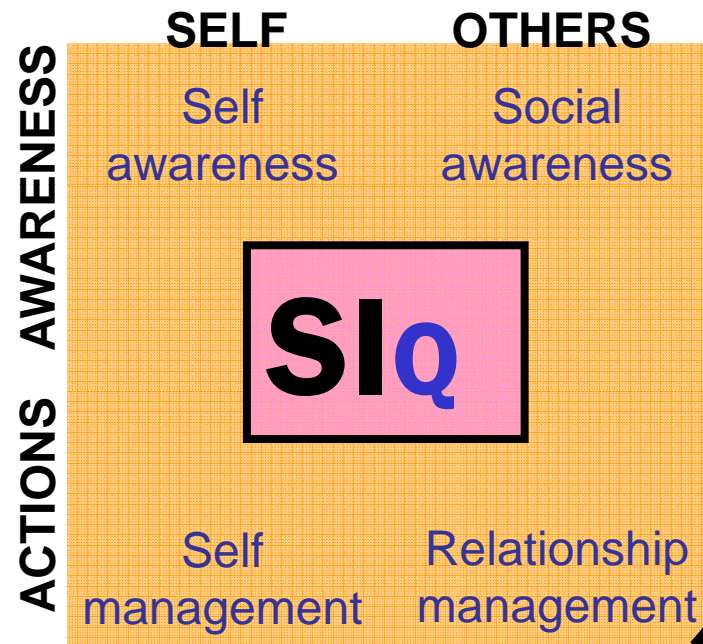 SELF OTHERS
AWARENESS
Self
awareness
Social
awareness
SIQ
ACTIONS
Self
management
Relationship
management